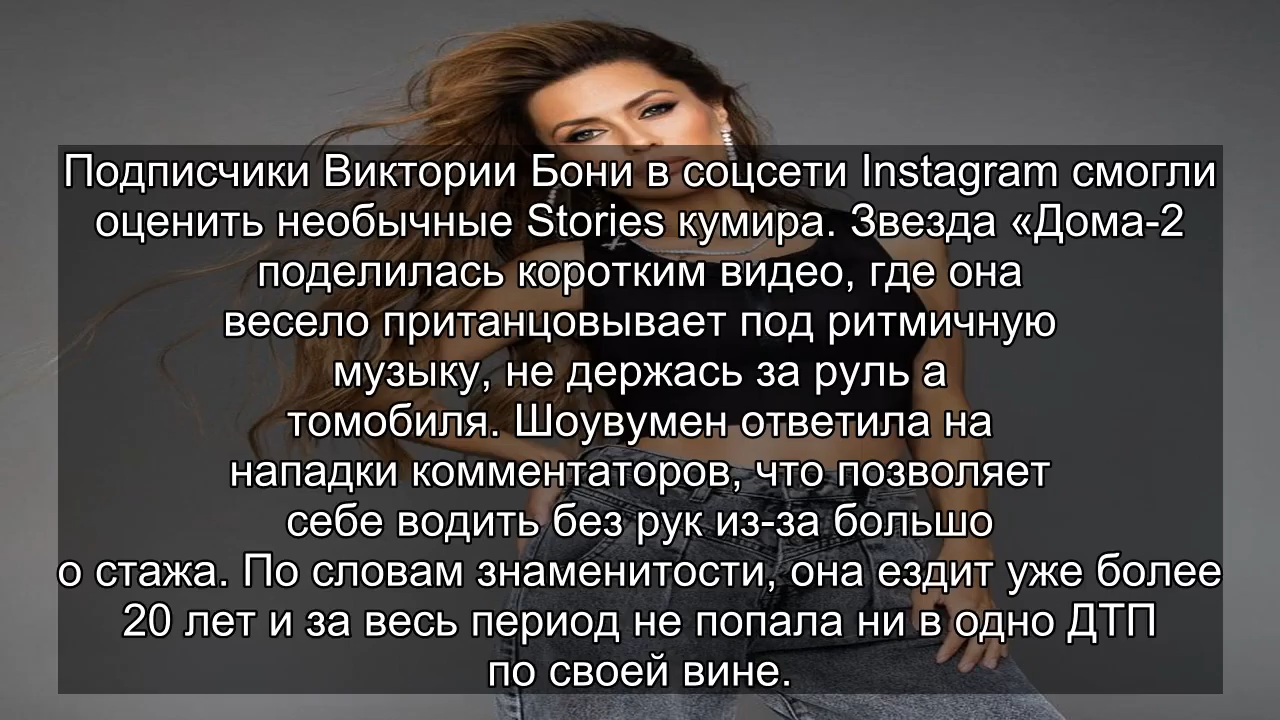 Подписчики Виктории Бони в соцсети Instagram смогли
оценить необычные Stories кумира. Звезда «Дома-2
поделилась коротким видео, где она
весело пританцовывает под ритмичную
музыку, не держась за руль а
томобиля. Шоувумен ответила на
нападки комментаторов, что позволяет
себе водить без рук из-за большо
о стажа. По словам знаменитости, она ездит уже более
20 лет и за весь период не попала ни в одно ДТП
по своей вине.